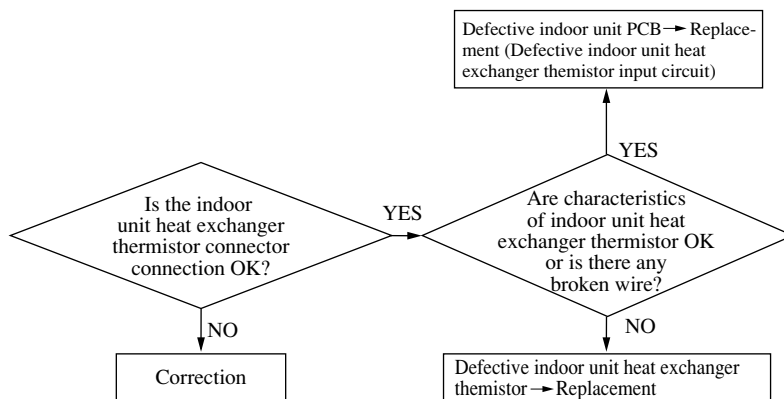 Defective indoor unit PCB → Replace-
ment (Defective indoor unit heat
exchanger themistor input circuit)
YES
Is the indoor
unit heat exchanger
thermistor connector
connection OK?
YES
Are characteristics
of indoor unit heat
exchanger thermistor OK
or is there any
broken wire?
NO
NO
Correction
Defective indoor unit heat exchanger
themistor → Replacement